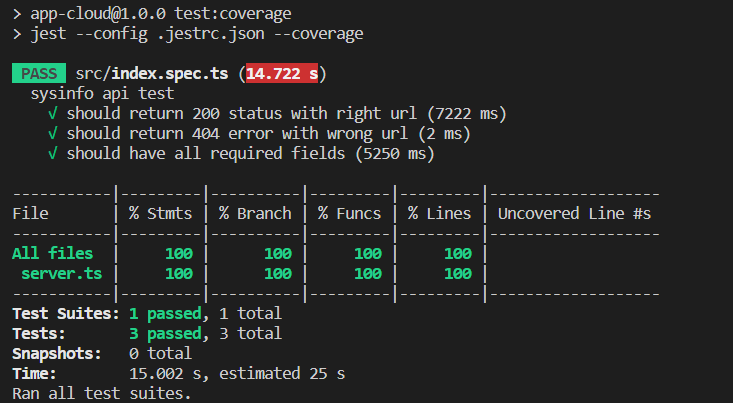 > app-cloud@1.0.0 test:coverage
> jest --config .jestrc.json --coverage
PASS src/index.spec.ts (14.722 s)
sysinfo api test
√ should return 200 status with right url (7222 ms)
√ should return 404 error with wrong url (2 ms)
√ should have all required fields (5250 ms)
-----------|---------|----------|---------|---------|-------------------
File       | % Stmts | % Branch | % Funcs | % Lines | Uncovered Line #s
-----------|---------|----------|---------|---------|-------------------
All files  |     100 |      100 |     100 |     100 |
 server.ts |     100 |      100 |     100 |     100 |
-----------|---------|----------|---------|---------|-------------------
Test Suites: 1 passed, 1 total
Tests:       3 passed, 3 total
Snapshots:   0 total
Time:        15.002 s, estimated 25 s
Ran all test suites.